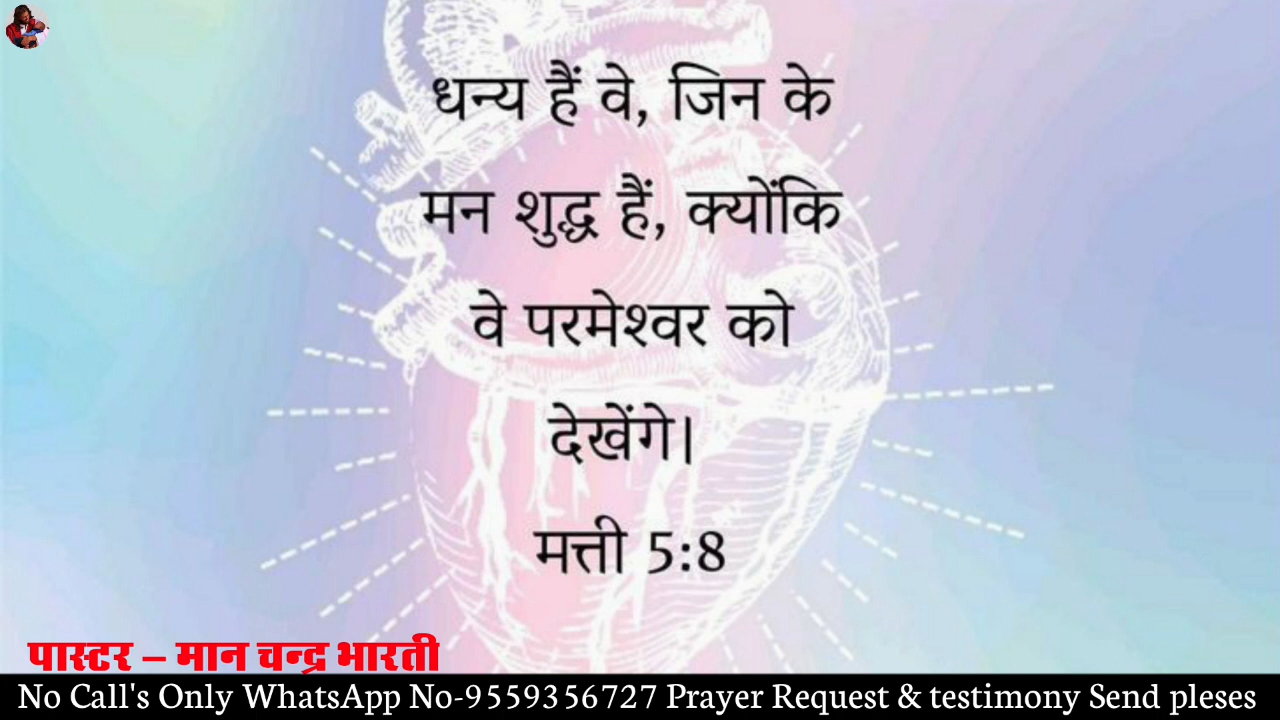 धन्य हैं वे, जिन के
मन शुद्ध हैं, क्योंकि
वे परमेश्वर को
देखेंगे।
मत्ती 5:8
पास्टर – मान चन्द्र भारती
No Call's Only WhatsApp No-9559356727 Prayer Request & testimony Send pleses